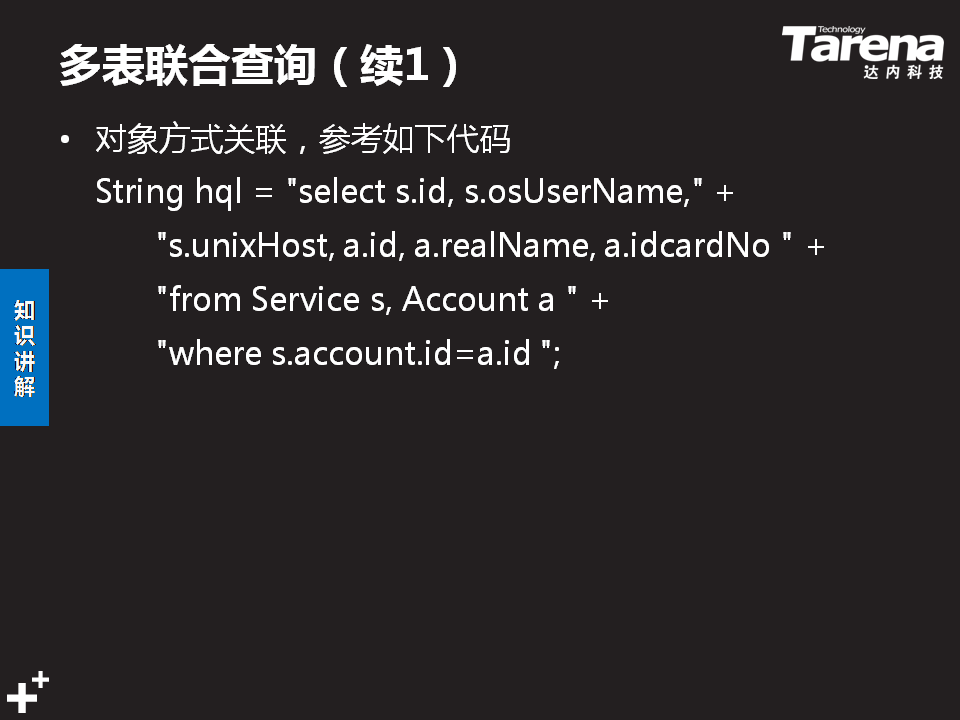 多表联合查询（续1）
Technology
Tarena
达内科技
• 对象方式关联，参考如下代码
String hql = "select s.id, s.osUserName," +
"s.unixHost, a.id, a.realName, a.idcardNo " +
"from Service s, Account a " +
"where s.account.id=a.id ";
知识讲解